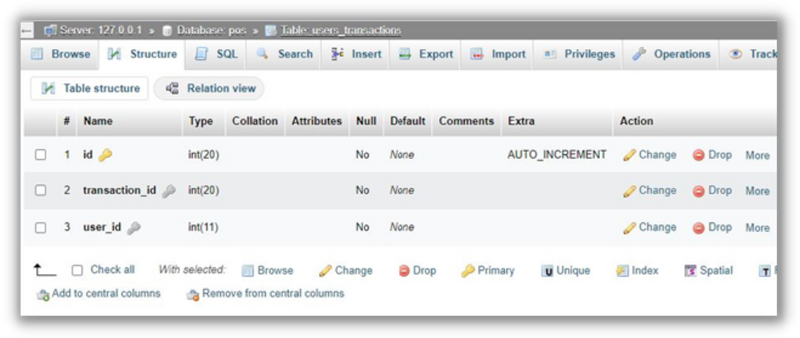 Server: 127.0.0.1 » Database: pos » Table: users_transactions
Browse Structure SQL Search Insert Export Import Privileges Operations Track
Table structure Relation view
# Name Type Collation Attributes Null Default Comments Extra Action
1 id int(20) No None AUTO_INCREMENT Change Drop More
2 transaction_id int(20) No None Change Drop More
3 user_id int(11) No None Change Drop More
Check all With selected: Browse Change Drop Primary Unique Index Spatial
Add to central columns Remove from central columns